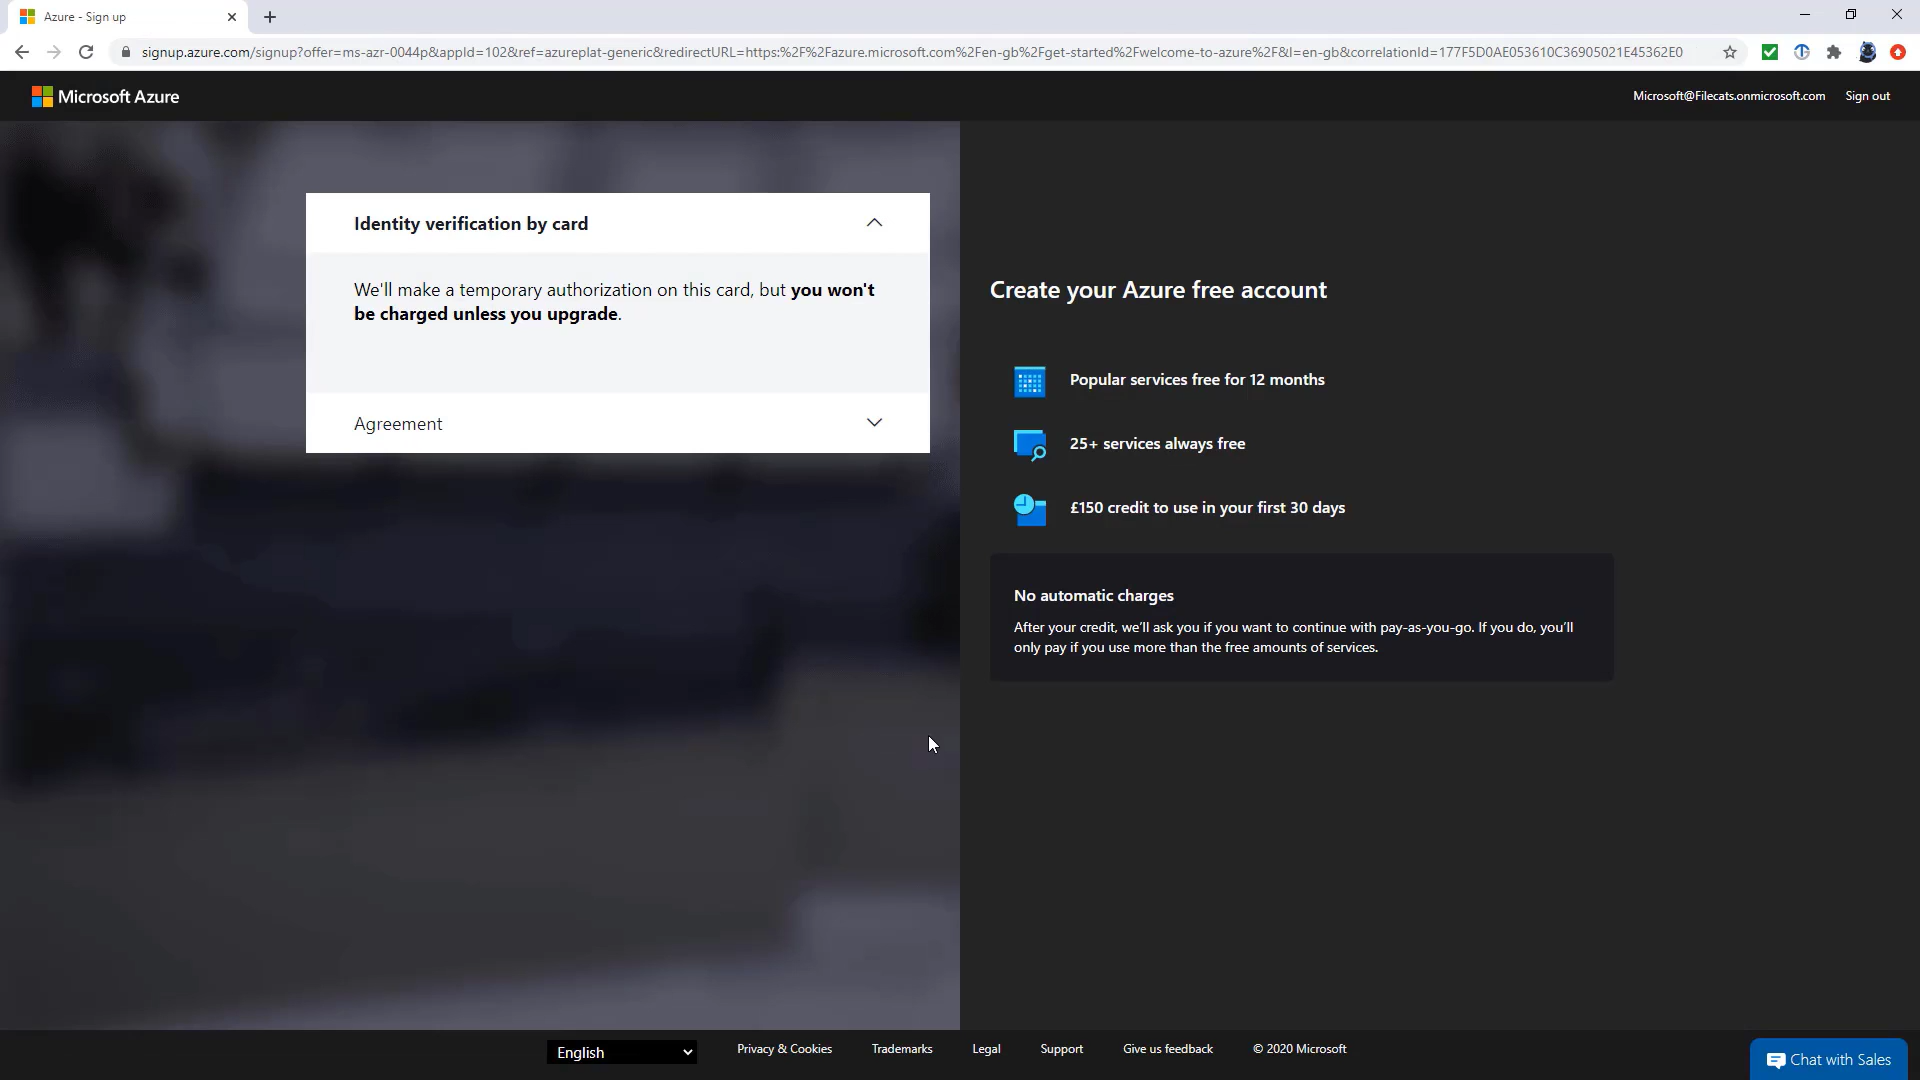 Azure - Sign up
signup.azure.com/signup?offer=ms-azr-0044p&appId=102&ref=azureplat-generic&redirectURL=https:%2F%2Fazure.microsoft.com%2Fen-gb%2Fget-started%2Fwelcome-to-azure%2F&l=en-gb&correlationId=177F5D0AE053610C36905021E45362E0
Microsoft Azure
Microsoft@Filecats.onmicrosoft.com Sign out
Identity verification by card
We'll make a temporary authorization on this card, but you won't
be charged unless you upgrade.
Agreement
Create your Azure free account
Popular services free for 12 months
25+ services always free
£150 credit to use in your first 30 days
No automatic charges
After your credit, we'll ask you if you want to continue with pay-as-you-go. If you do, you'll
only pay if you use more than the free amounts of services.
English Privacy & Cookies Trademarks Legal Support Give us feedback © 2020 Microsoft
Chat with Sales